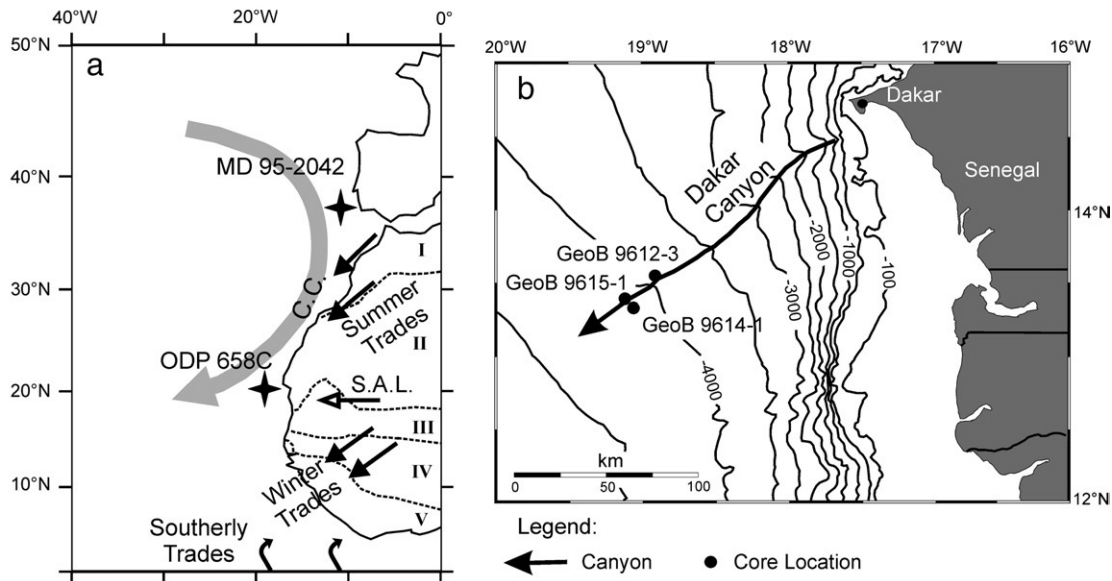 40°W
20°W
0°
50°N
40°N
30°N
20°N
10°N
a
MD 95-2042
C.C.
I
Summer
Trades
II
ODP 658C
S.A.L.
III
IV
Winter
Trades
V
Southerly
Trades
20°W
19°W
18°W
17°W
16°W
b
Dakar
Senegal
Dakar
Canyon
14°N
12°N
GeoB 9612-3
GeoB 9615-1
GeoB 9614-1
-4000
-3000
-2000
-1000
-100
km
0
50
100
Legend:
Canyon
Core Location